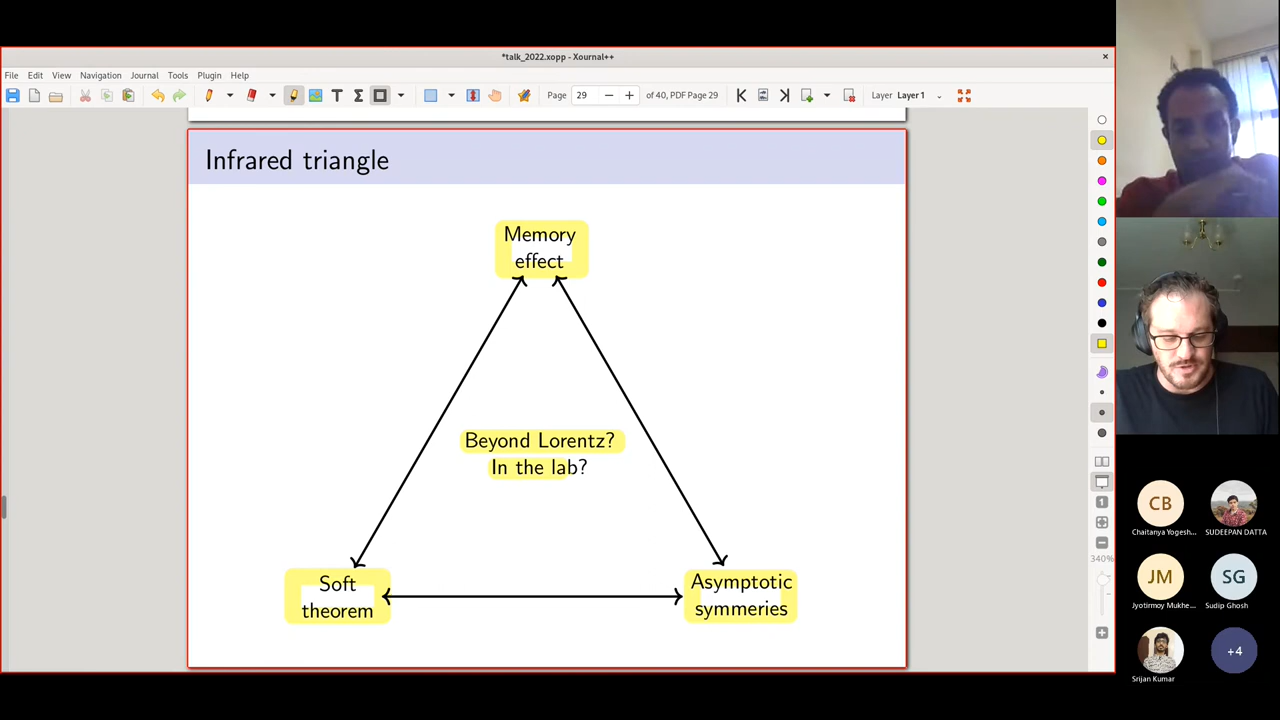 *talk_2022.xopp - Xournal++
×
File Edit View Navigation Journal Tools Plugin Help
Page 29 of 40, PDF Page 29
Layer Layer 1
Infrared triangle
Memory
effect
Beyond Lorentz?
In the lab?
Soft
theorem
Asymptotic
symmeries
340%
CB
Chaitanya Yogesh...
SUDEEPAN DATTA
JM
Jyotirmoy Mukhe...
SG
Sudip Ghosh
Srijan Kumar
+4